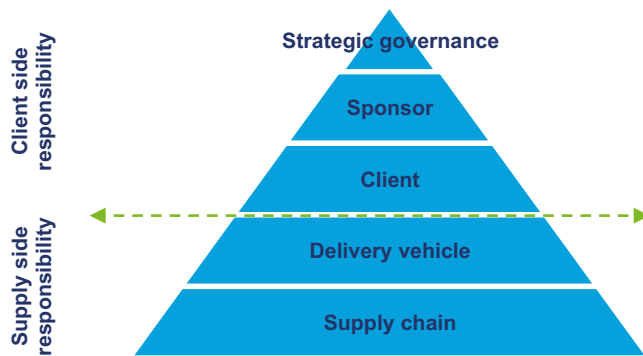 Client side
responsibility
Strategic governance
Sponsor
Client
Supply side
responsibility
Delivery vehicle
Supply chain